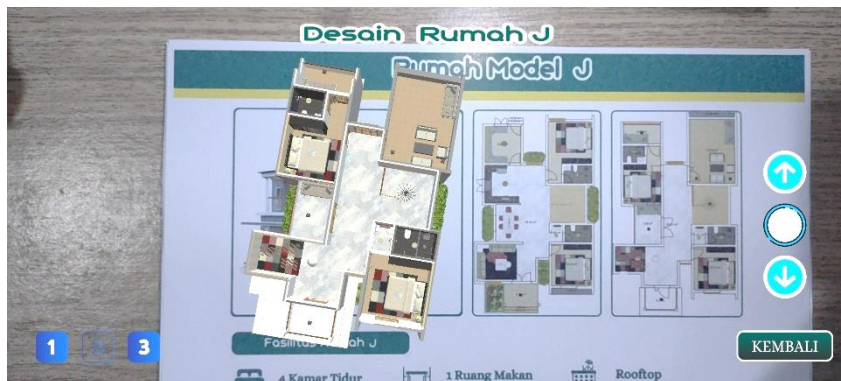 Desain Rumah J
Rumah Model J
1
3
KEMBALI
Fasilitas Rumah J
4 Kamar Tidur
1 Ruang Makan
Rooftop